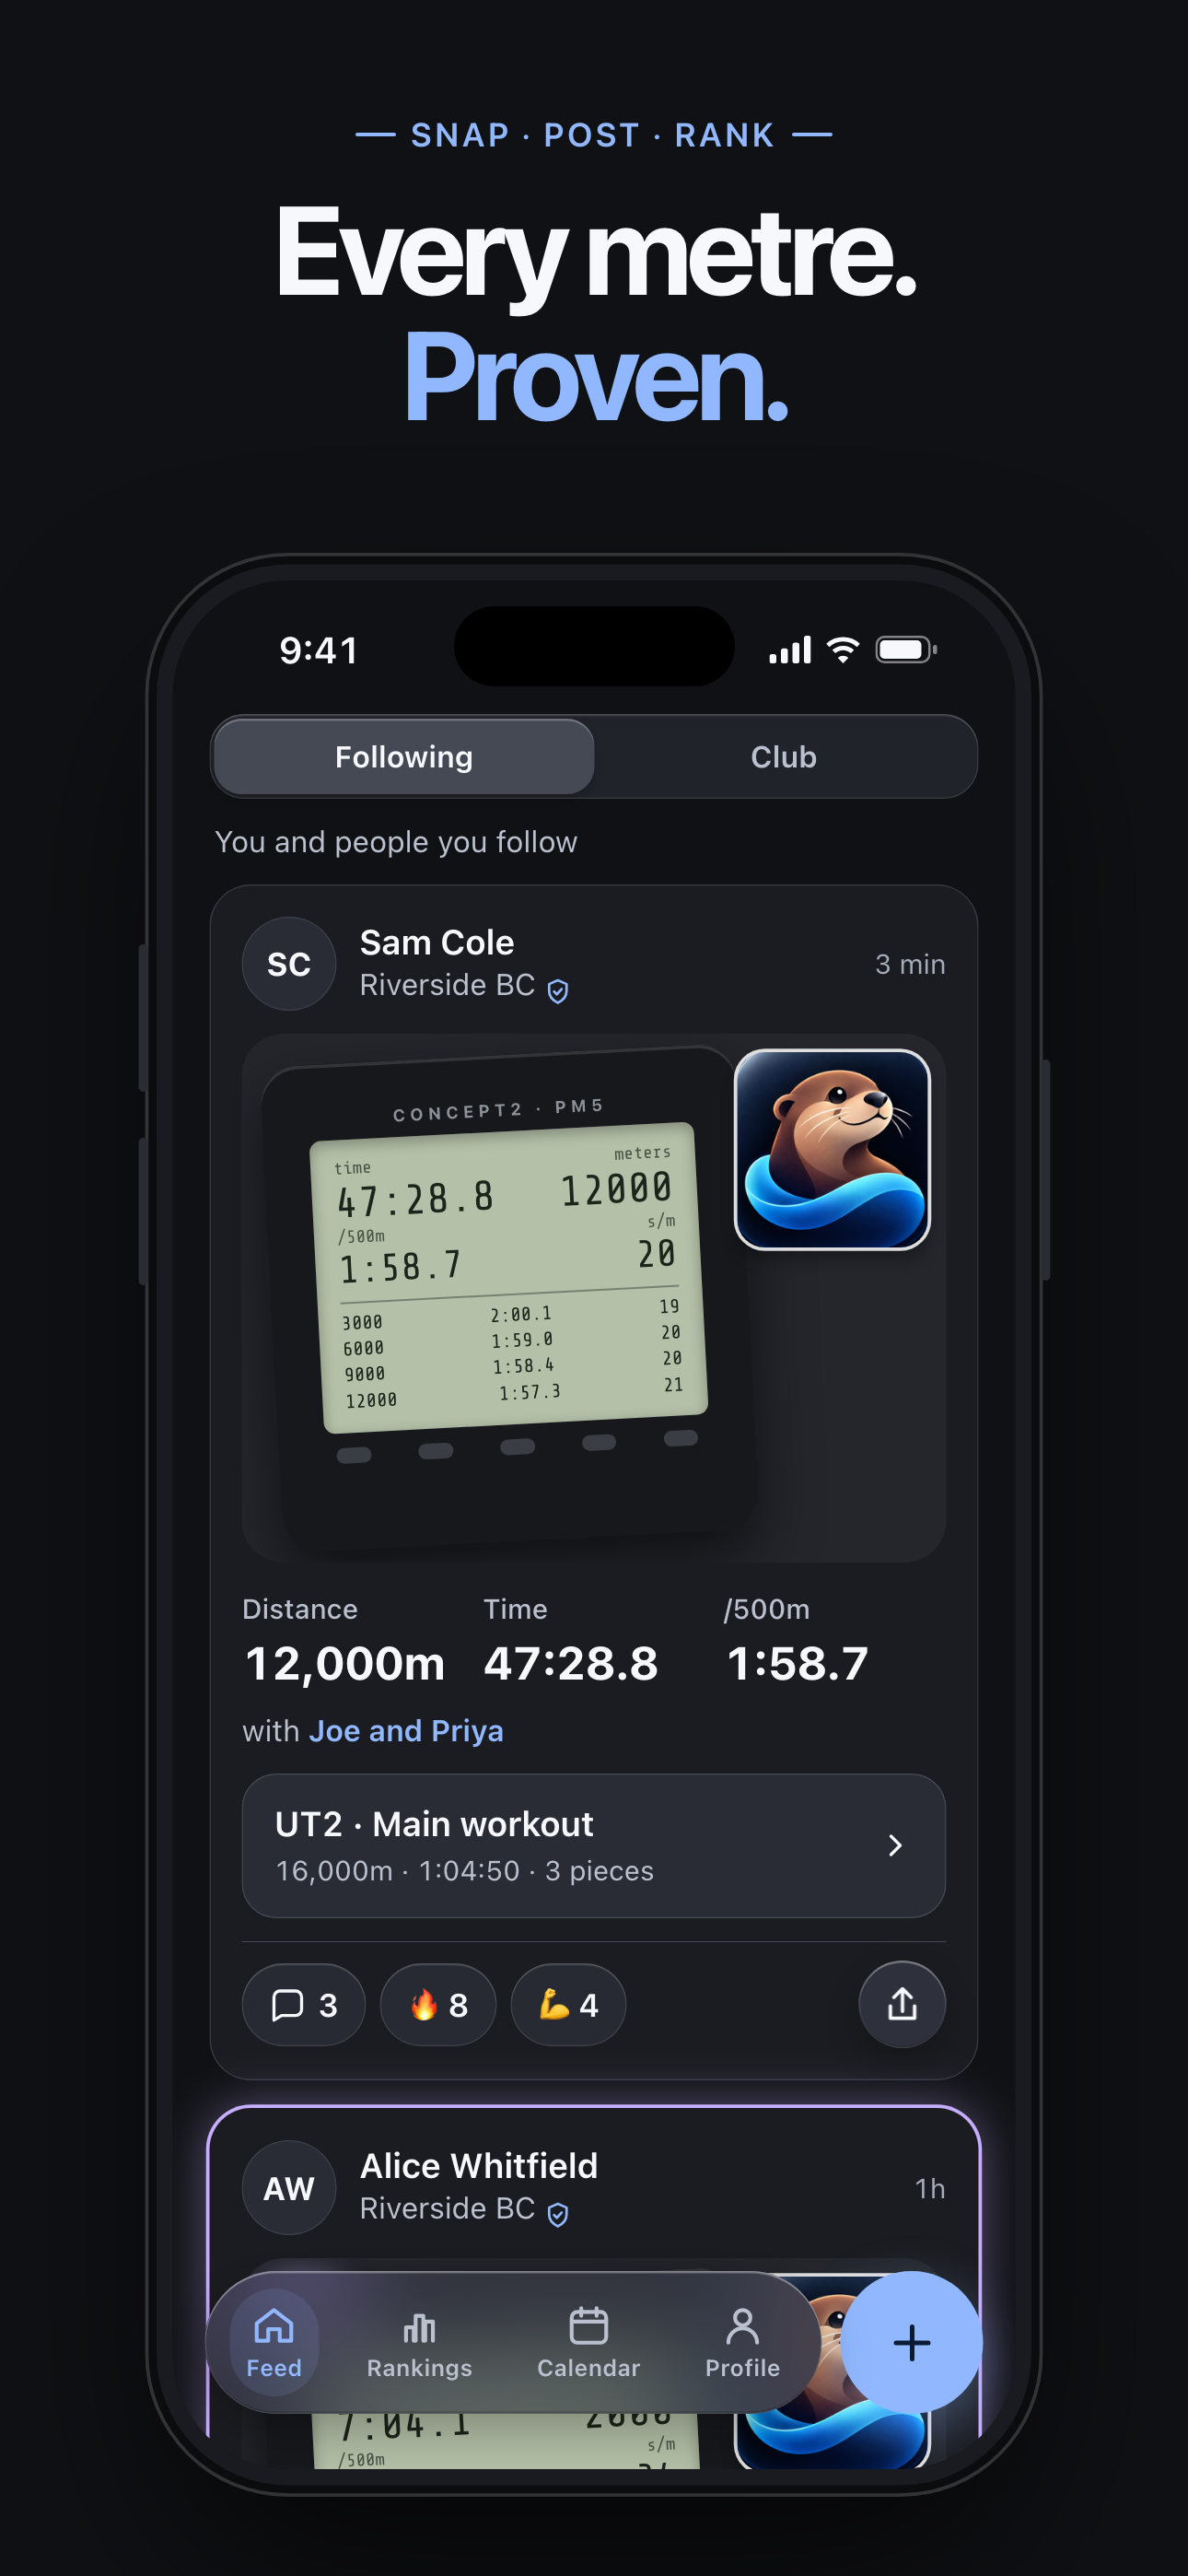 — SNAP · POST · RANK —
Every metre.
Proven.
9:41
Following Club
You and people you follow
SC Sam Cole
Riverside BC
3 min
CONCEPT2 · PM5
time meters
47:28.8 12000
/500m s/m
1:58.7 20
3000 2:00.1 19
6000 1:59.0 20
9000 1:58.4 20
12000 1:57.3 21
Distance Time /500m
12,000m 47:28.8 1:58.7
with Joe and Priya
UT2 · Main workout
16,000m · 1:04:50 · 3 pieces
3 🔥 8 💪 4
AW Alice Whitfield
Riverside BC
1h
Feed Rankings Calendar Profile
7:04.1 2000
/500m s/m